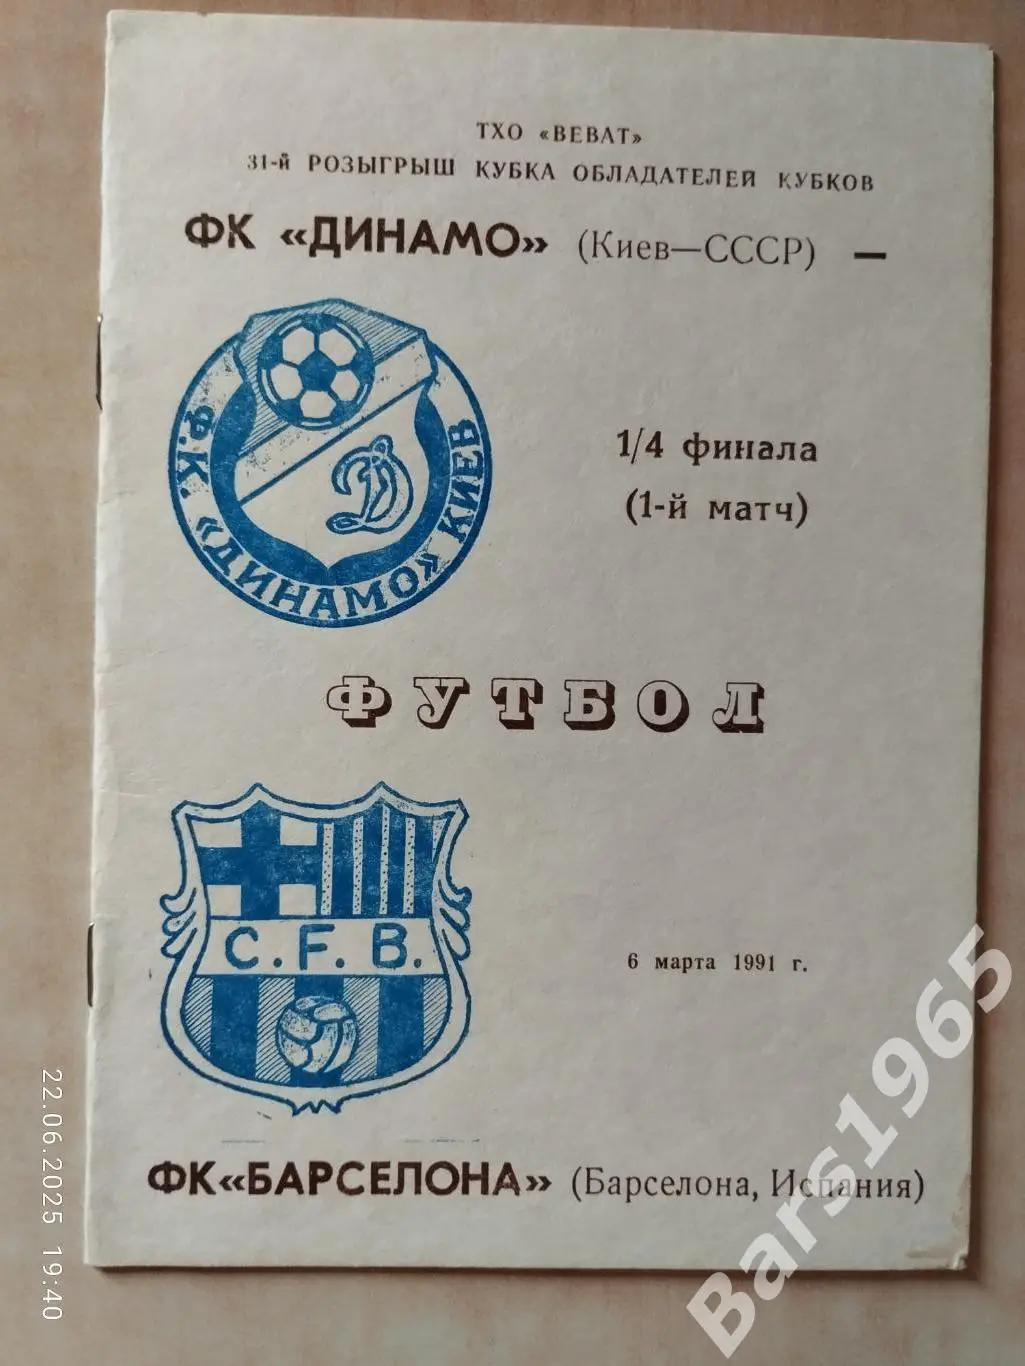 ТХО «ВЕВАТ»
31-й РОЗЫГРЫШ КУБКА ОБЛАДАТЕЛЕЙ КУБКОВ
ФК «ДИНАМО» (Киев—СССР) —
Ф.К. «ДИНАМО» КИЕВ
Д
1/4 финала
(1-й матч)
ФУТБОЛ
C. F. B.
6 марта 1991 г.
ФК«БАРСЕЛОНА» (Барселона, Испания)
22.06.2025 19:40
Bars1965